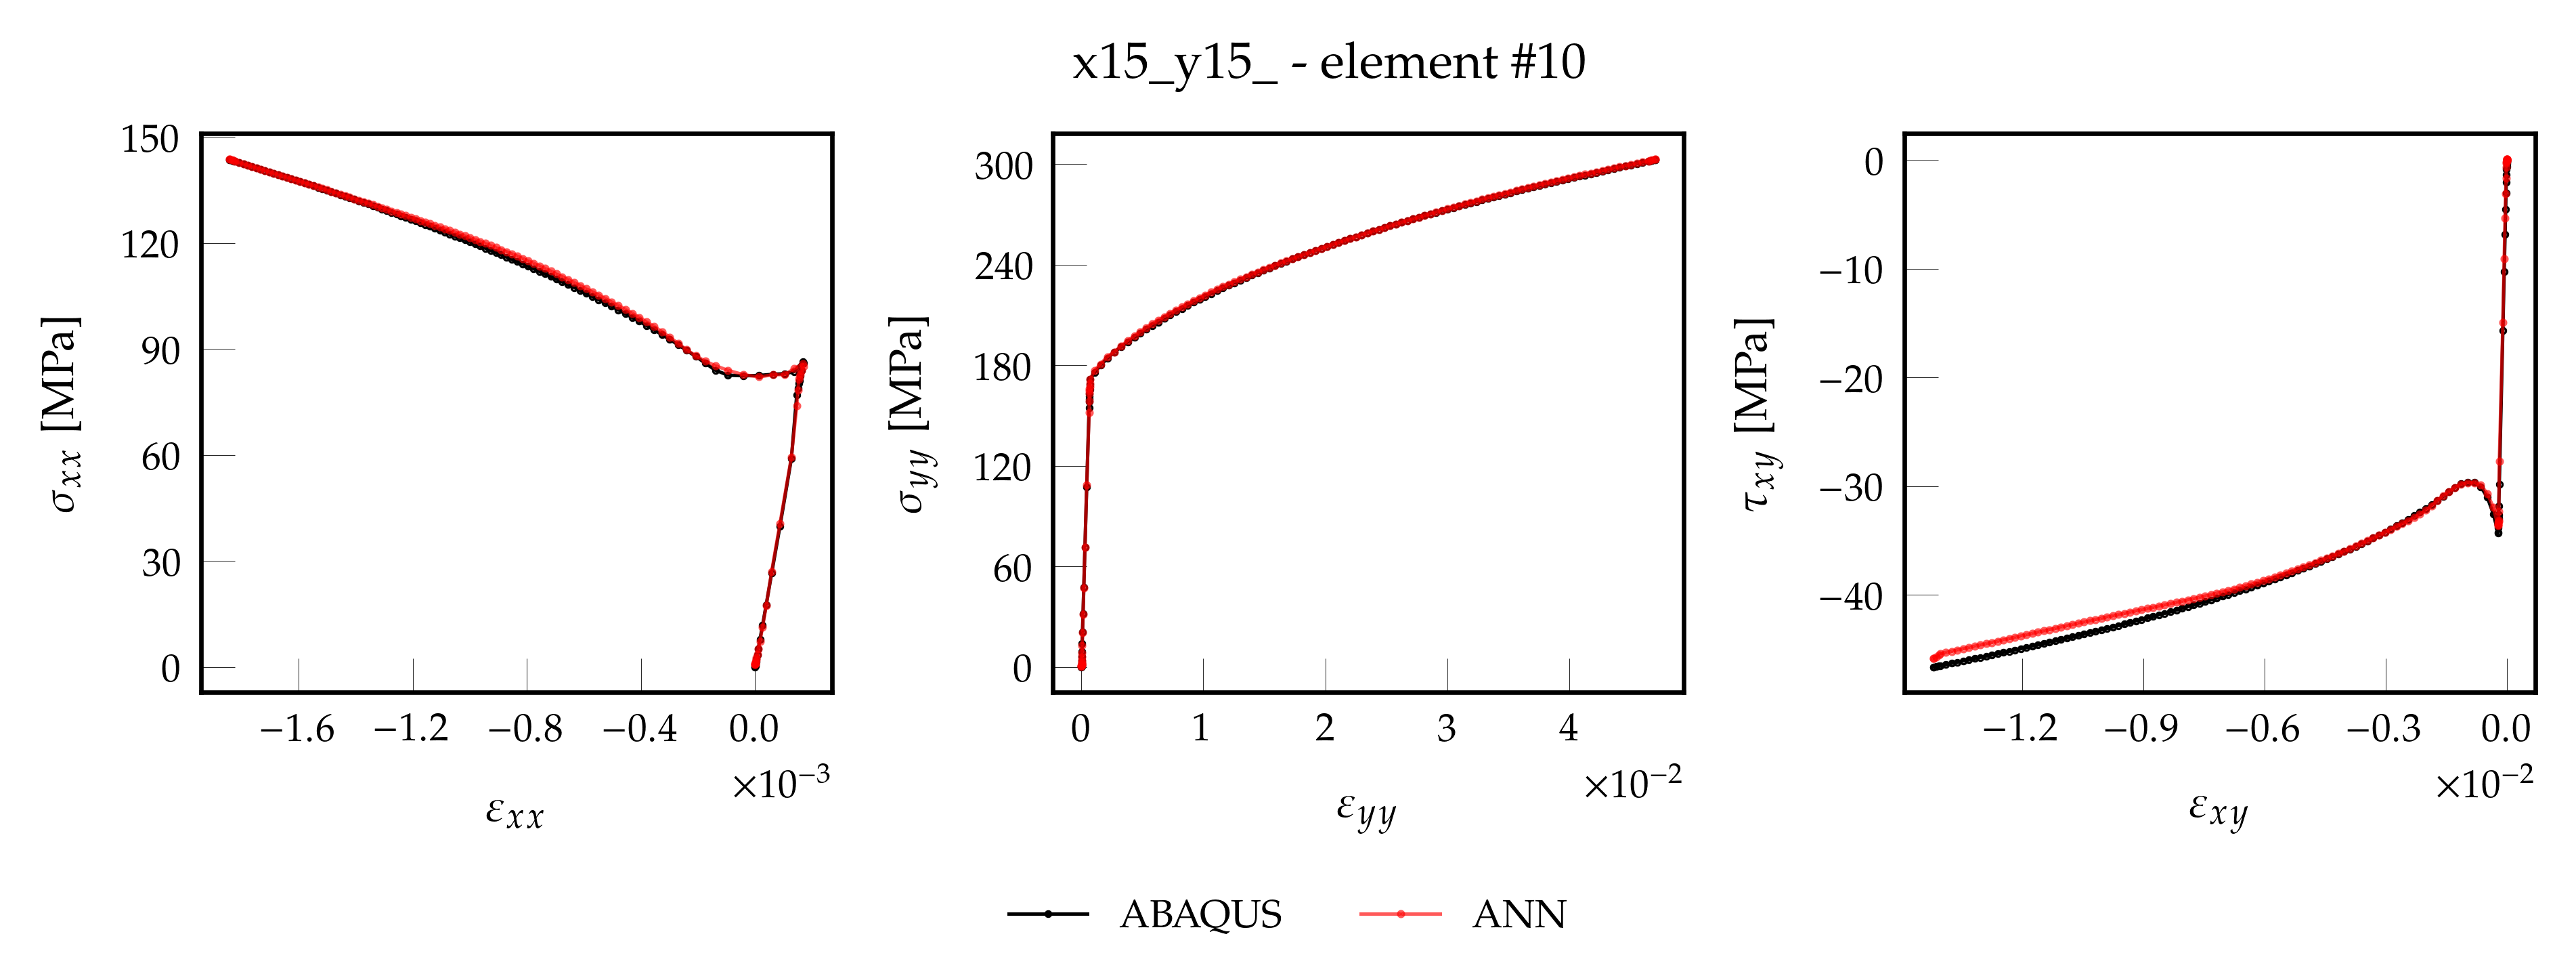 x15_y15_ - element #10
150
120
90
60
30
0
σxx [MPa]
−1.6 −1.2 −0.8 −0.4 0.0
×10−3
εxx
300
240
180
120
60
0
σyy [MPa]
0 1 2 3 4
×10−2
εyy
0
−10
−20
−30
−40
τxy [MPa]
−1.2 −0.9 −0.6 −0.3 0.0
×10−2
εxy
ABAQUS ANN